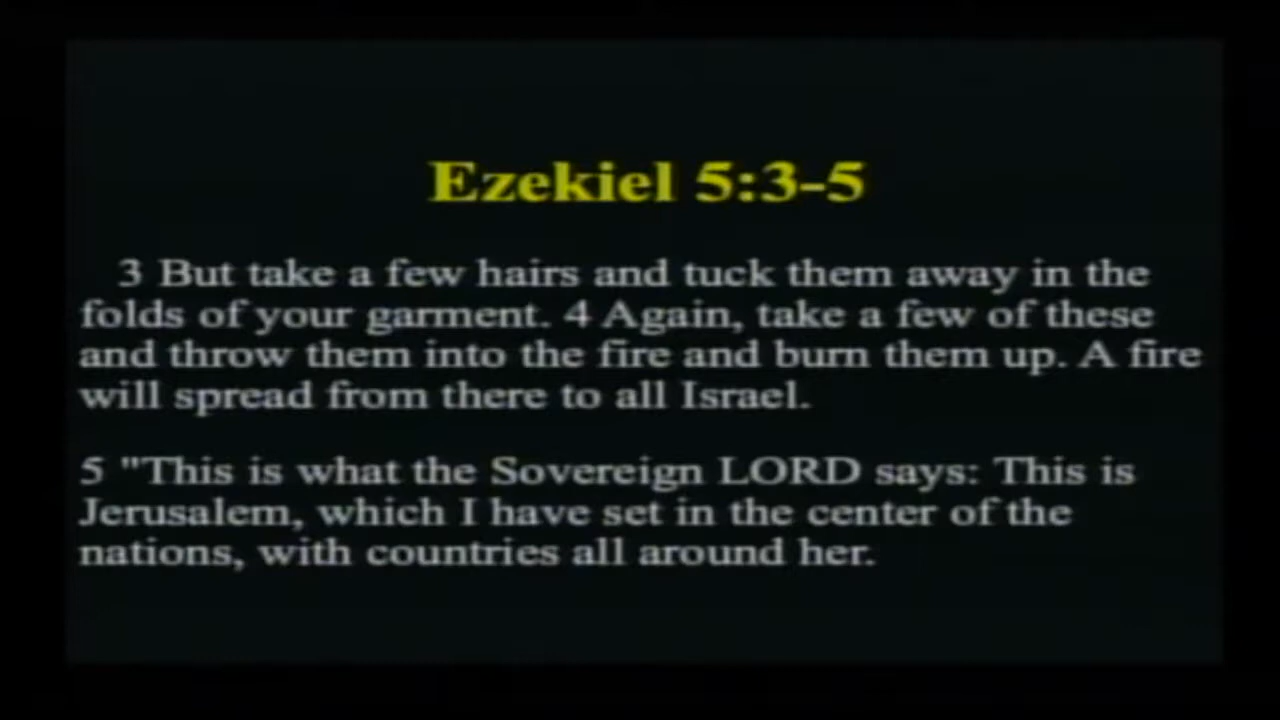 Ezekiel 5:3-5
3 But take a few hairs and tuck them away in the
folds of your garment. 4 Again, take a few of these
and throw them into the fire and burn them up. A fire
will spread from there to all Israel.
5 "This is what the Sovereign LORD says: This is
Jerusalem, which I have set in the center of the
nations, with countries all around her.